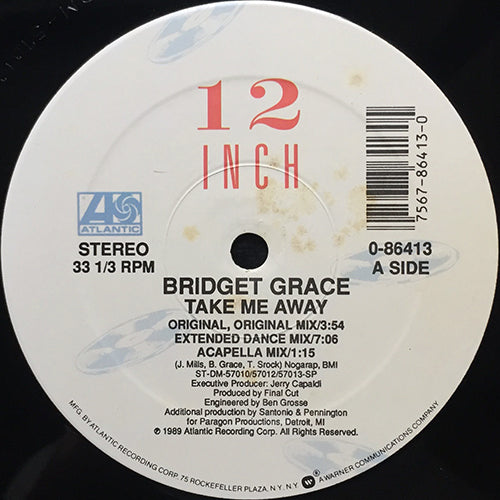 12
INCH
7567-86413-0
ATLANTIC
STEREO
33 1/3 RPM
0-86413
A SIDE
BRIDGET GRACE
TAKE ME AWAY
ORIGINAL, ORIGINAL MIX/3:54
EXTENDED DANCE MIX/7:06
ACAPELLA MIX/1:15
(J. Mills, B. Grace, T. Srock) Nogarap, BMI
ST-DM-57010/57012/57013-SP
Executive Producer: Jerry Capaldi
Produced by Final Cut
Engineered by Ben Grosse
Additional production by Santonio & Pennington
for Paragon Productions, Detroit, MI
℗ 1989 Atlantic Recording Corp. All Rights Reserved.
MFG. BY ATLANTIC RECORDING CORP. 75 ROCKEFELLER PLAZA, N.Y. N.Y. ® A WARNER COMMUNICATIONS COMPANY